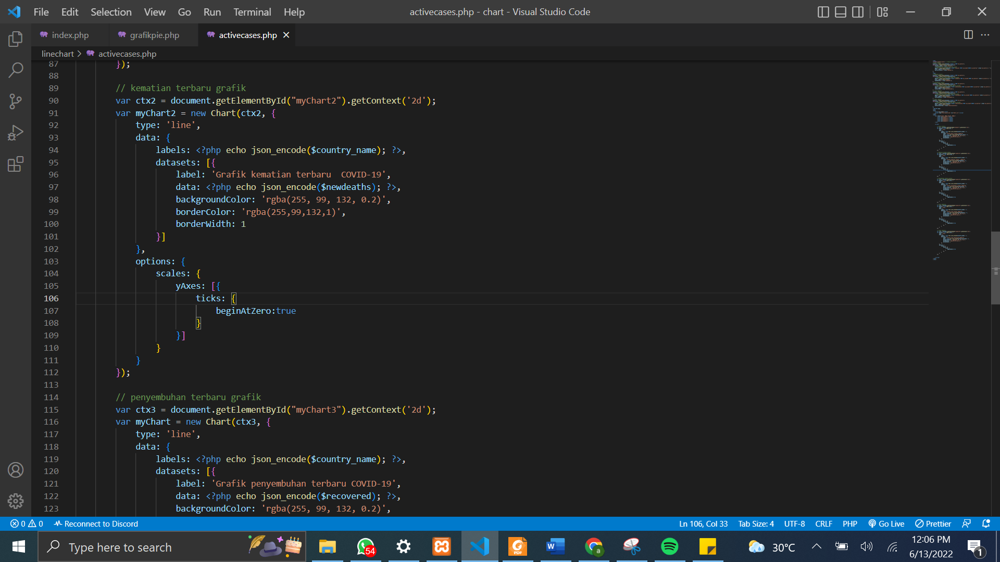 File Edit Selection View Go Run Terminal Help activecases.php - chart - Visual Studio Code
index.php grafikpie.php activecases.php
linechart > activecases.php
87 });
88
89 // kematian terbaru grafik
90 var ctx2 = document.getElementById("myChart2").getContext('2d');
91 var myChart2 = new Chart(ctx2, {
92 type: 'line',
93 data: {
94 labels: <?php echo json_encode($country_name); ?>,
95 datasets: [{
96 label: 'Grafik kematian terbaru  COVID-19',
97 data: <?php echo json_encode($newdeaths); ?>,
98 backgroundColor: 'rgba(255, 99, 132, 0.2)',
99 borderColor: 'rgba(255,99,132,1)',
100 borderWidth: 1
101 }]
102 },
103 options: {
104 scales: {
105 yAxes: [{
106 ticks: {
107 beginAtZero:true
108 }
109 }]
110 }
111 }
112 });
113
114 // penyembuhan terbaru grafik
115 var ctx3 = document.getElementById("myChart3").getContext('2d');
116 var myChart = new Chart(ctx3, {
117 type: 'line',
118 data: {
119 labels: <?php echo json_encode($country_name); ?>,
120 datasets: [{
121 label: 'Grafik penyembuhan terbaru COVID-19',
122 data: <?php echo json_encode($recovered); ?>,
123 backgroundColor: 'rgba(255, 99, 132, 0.2)',
0 0 Reconnect to Discord Ln 106, Col 33 Tab Size: 4 UTF-8 CRLF PHP Go Live Prettier
Type here to search 54 PDF W a 30°C 12:06 PM
6/13/2022 1